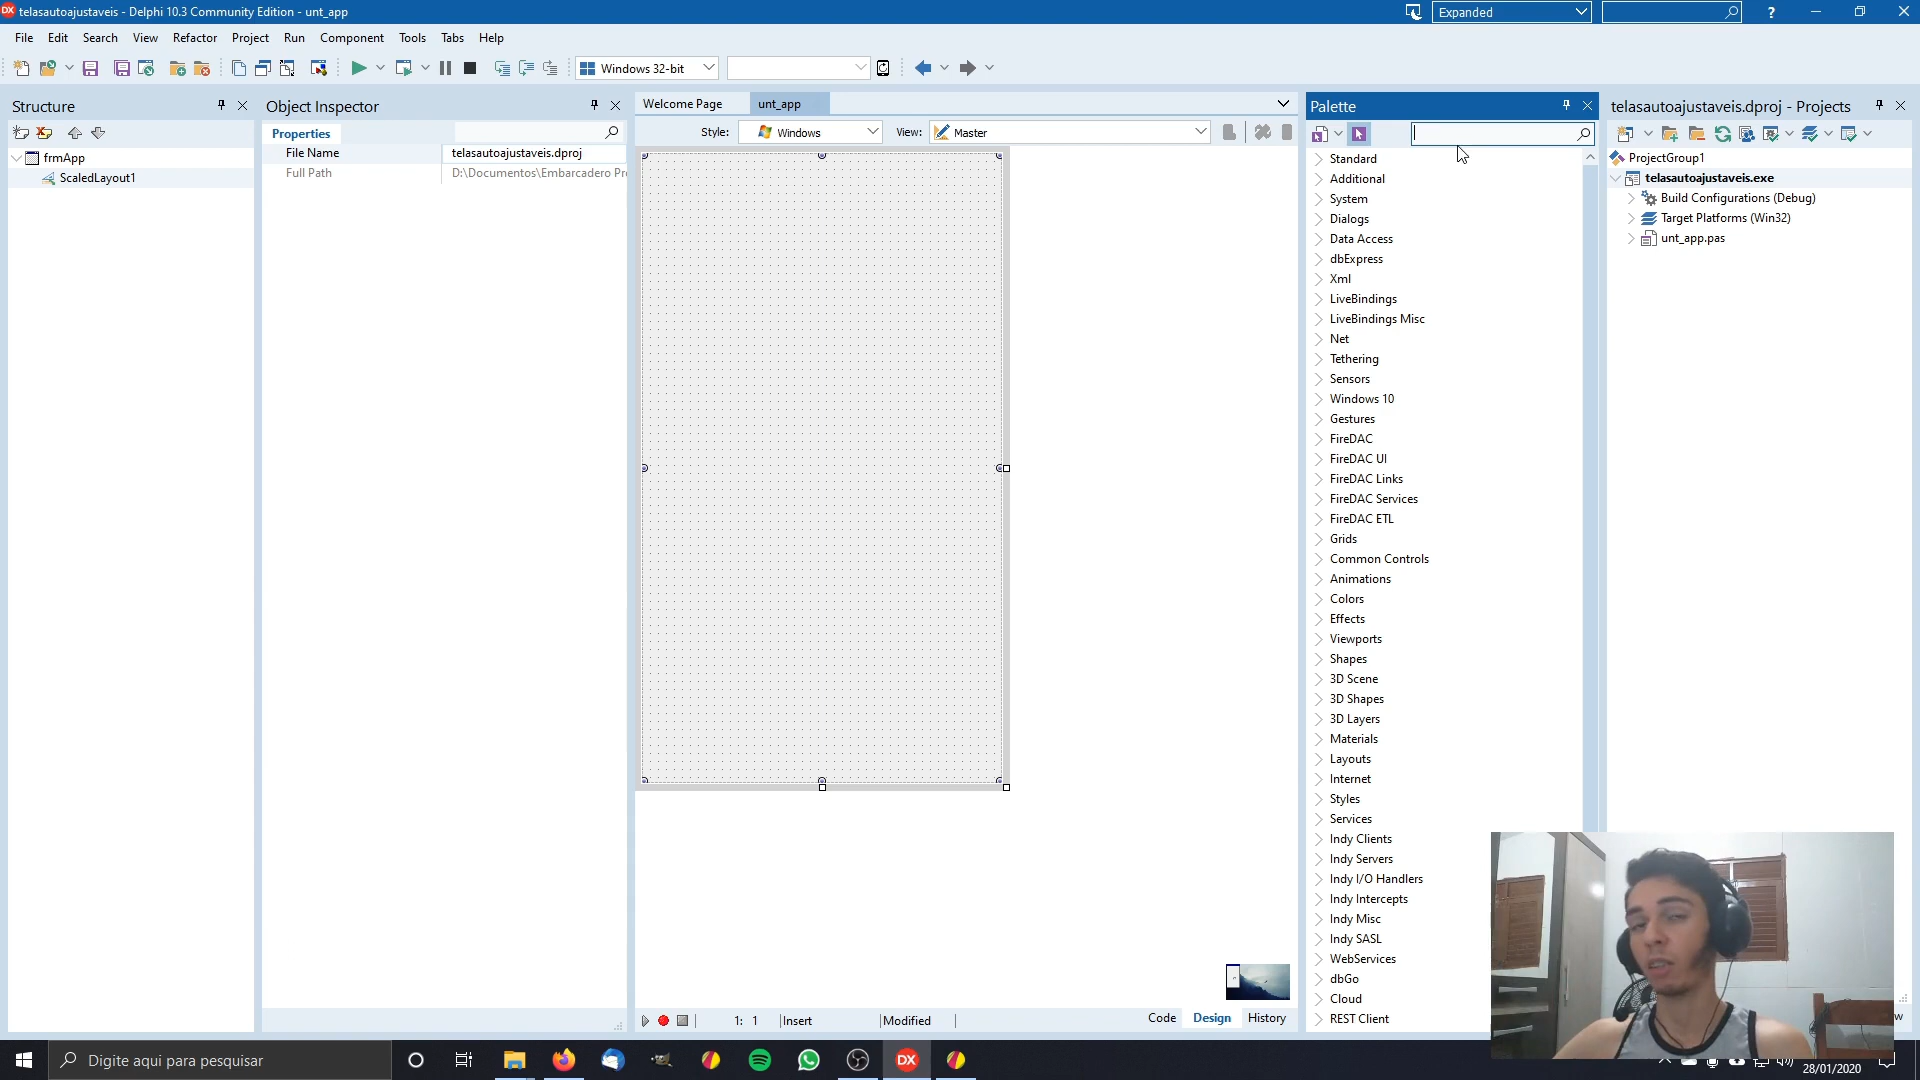 telasautoajustaveis - Delphi 10.3 Community Edition - unt_app
Expanded
?
File Edit Search View Refactor Project Run Component Tools Tabs Help
Windows 32-bit
Structure
frmApp
ScaledLayout1
Object Inspector
Properties
File Name telasautoajustaveis.dproj
Full Path D:\Documentos\Embarcadero Pr
Welcome Page unt_app
Style: Windows View: Master
1: 1 Insert Modified
Code Design History
Palette
Standard
Additional
System
Dialogs
Data Access
dbExpress
Xml
LiveBindings
LiveBindings Misc
Net
Tethering
Sensors
Windows 10
Gestures
FireDAC
FireDAC UI
FireDAC Links
FireDAC Services
FireDAC ETL
Grids
Common Controls
Animations
Colors
Effects
Viewports
Shapes
3D Scene
3D Shapes
3D Layers
Materials
Layouts
Internet
Styles
Services
Indy Clients
Indy Servers
Indy I/O Handlers
Indy Intercepts
Indy Misc
Indy SASL
WebServices
dbGo
Cloud
REST Client
telasautoajustaveis.dproj - Projects
ProjectGroup1
telasautoajustaveis.exe
Build Configurations (Debug)
Target Platforms (Win32)
unt_app.pas
DX
Digite aqui para pesquisar
DX
28/01/2020